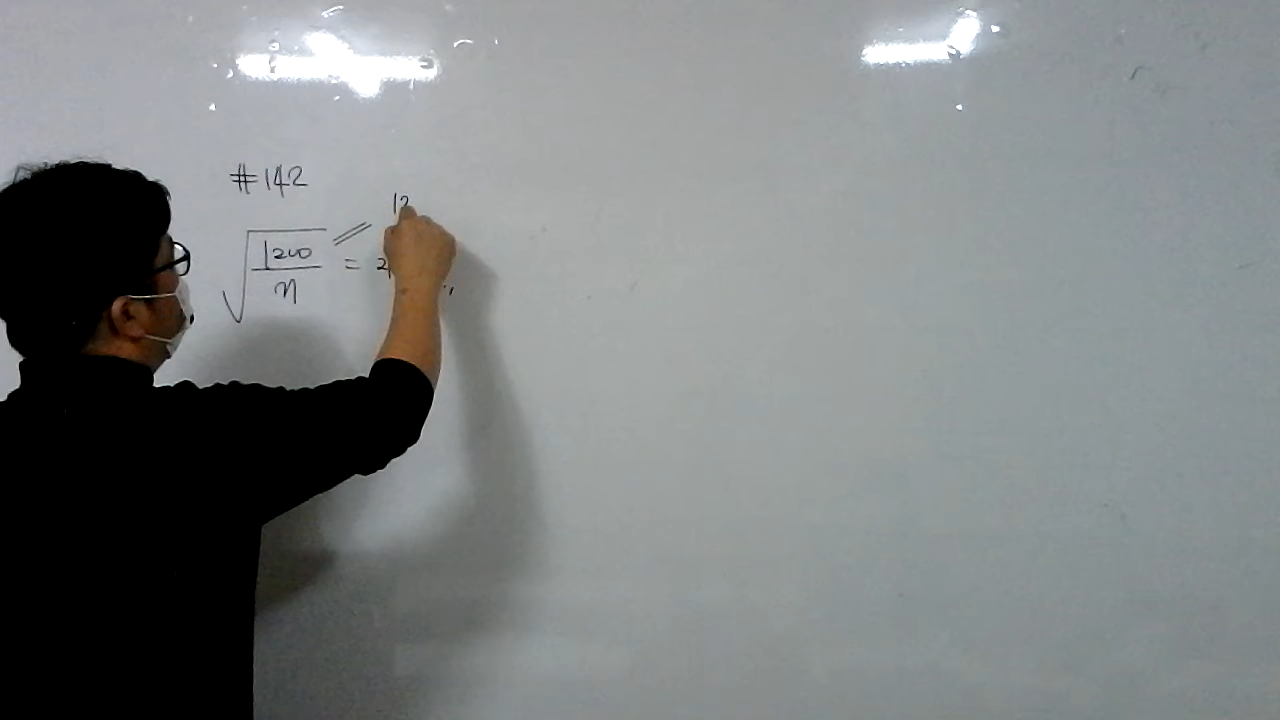 #142
12
√(1200/n) = 2